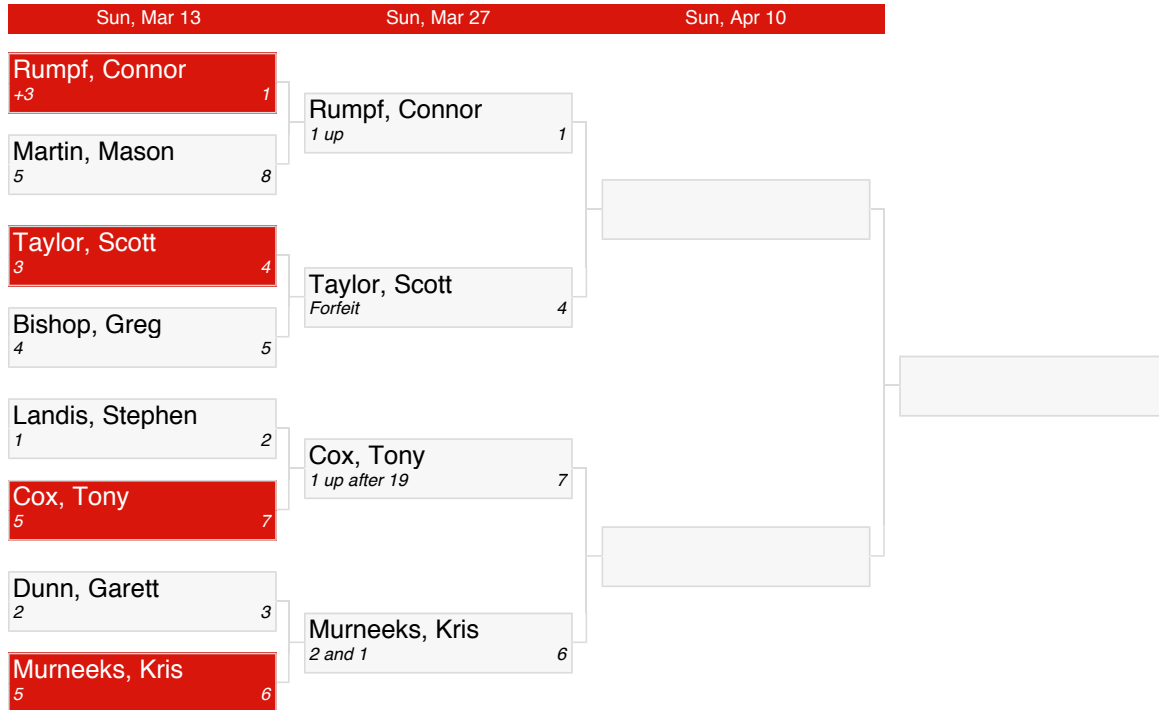 Sun, Mar 13 Sun, Mar 27 Sun, Apr 10
Rumpf, Connor
+3 1
Martin, Mason
5 8
Taylor, Scott
3 4
Bishop, Greg
4 5
Landis, Stephen
1 2
Cox, Tony
5 7
Dunn, Garett
2 3
Murneeks, Kris
5 6
Rumpf, Connor
1 up 1
Taylor, Scott
Forfeit 4
Cox, Tony
1 up after 19 7
Murneeks, Kris
2 and 1 6